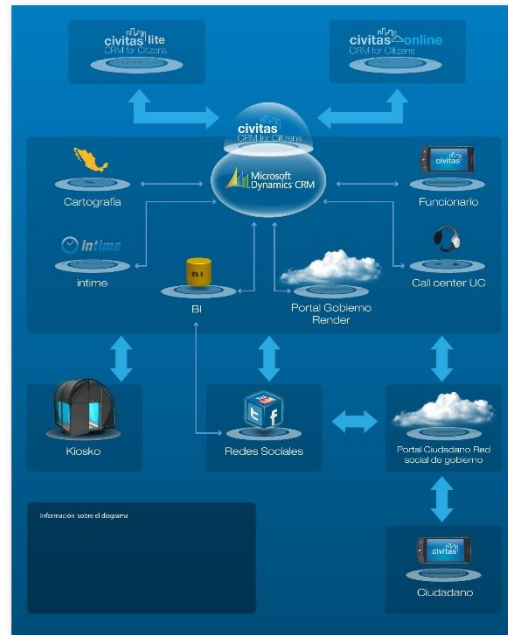 civitas lite
CRM for Citizens
civitas online
CRM for Citizens
civitas
CRM for Citizens
Microsoft
Dynamics CRM
Cartografia
civitas
Funcionario
intime
intime
BI
BI
Portal Gobierno
Render
Call center UC
Kiosko
t f
Redes Sociales
Portal Ciudadano Red
social de gobierno
Información sobre el diagrama
civitas
Ciudadano